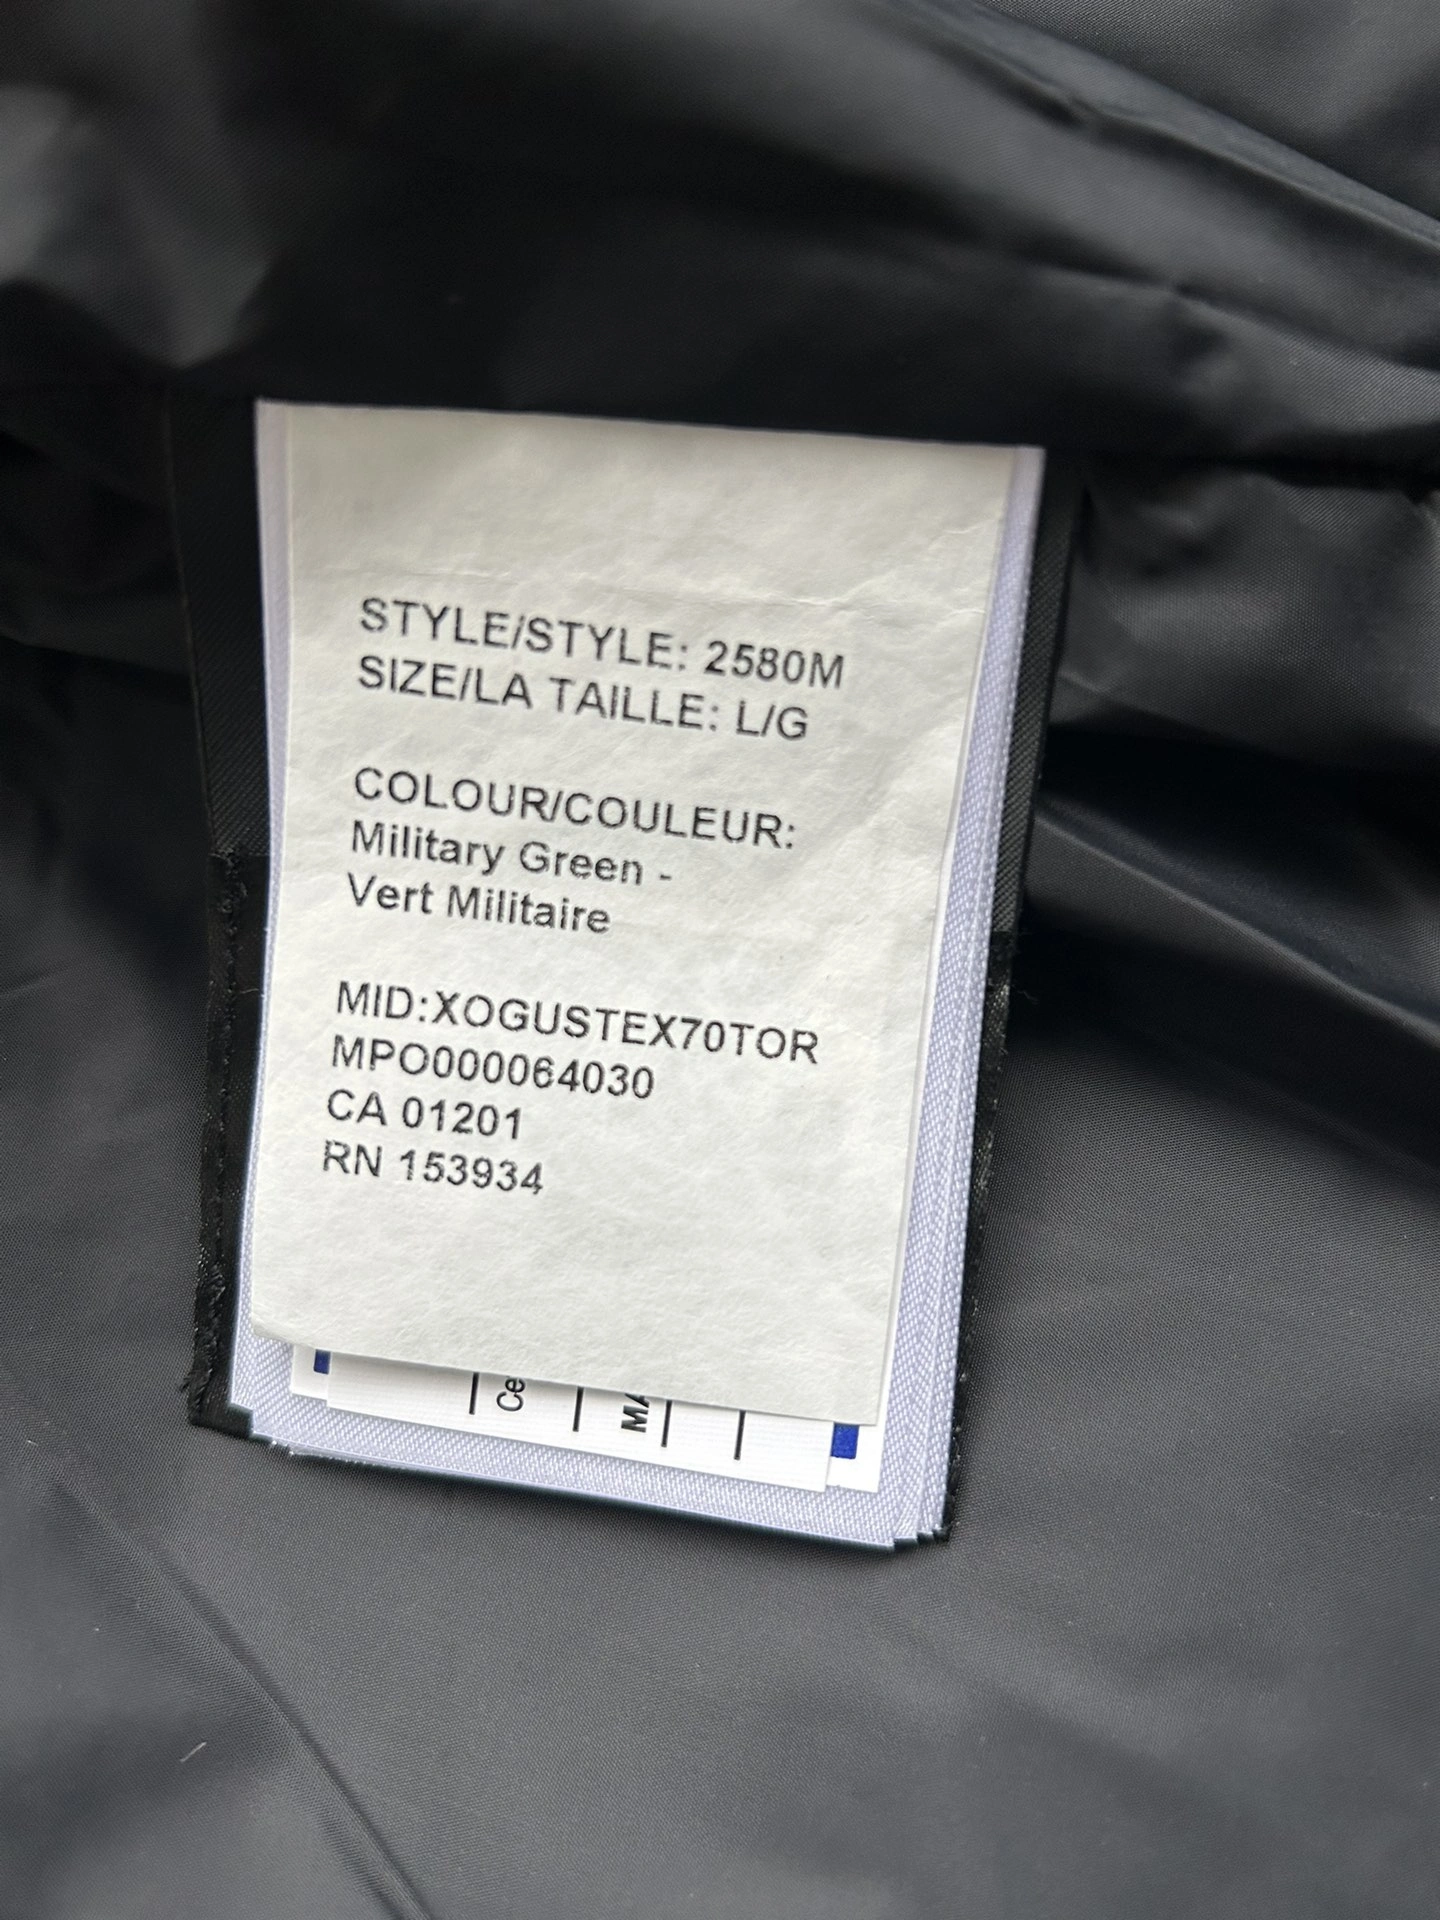 STYLE/STYLE: 2580M
SIZE/LA TAILLE: L/G
COLOUR/COULEUR:
Military Green -
Vert Militaire
MID:XOGUSTEX70TOR
MPO000064030
CA 01201
RN 153934